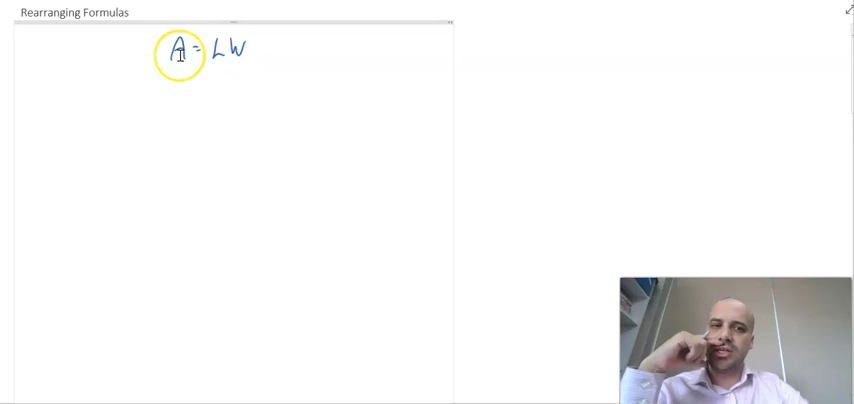 Rearranging Formulas
A = LW